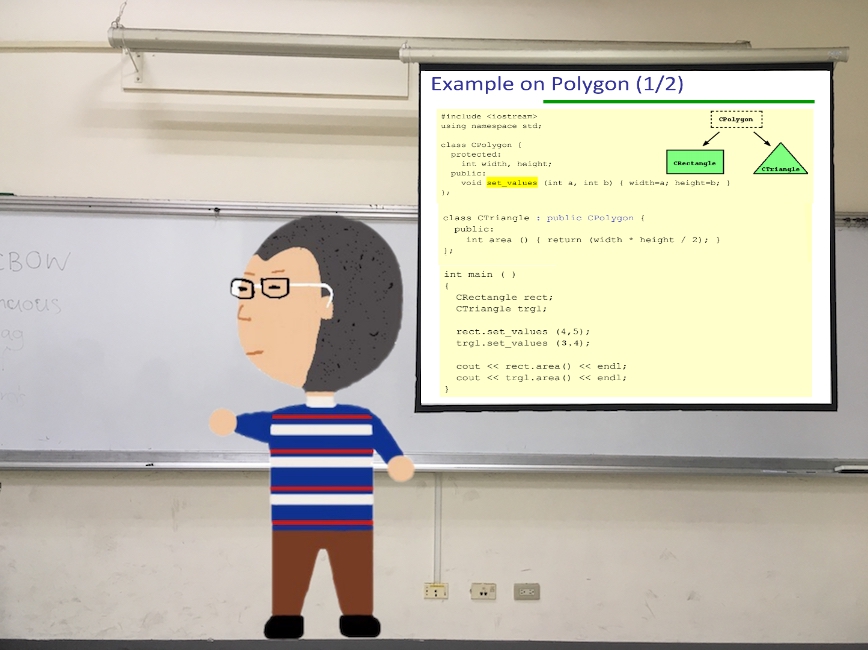 Example on Polygon (1/2)
#include <iostream>
using namespace std;
class CPolygon {
protected:
int width, height;
public:
void set_values (int a, int b) { width=a; height=b; }
};
CPolygon
CRectangle
CTriangle
class CTriangle : public CPolygon {
public:
int area () { return (width * height / 2); }
};
int main ( )
{
CRectangle rect;
CTriangle trgl;
rect.set_values (4,5);
trgl.set_values (3.4);
cout << rect.area() << endl;
cout << trgl.area() << endl;
}
CBOW